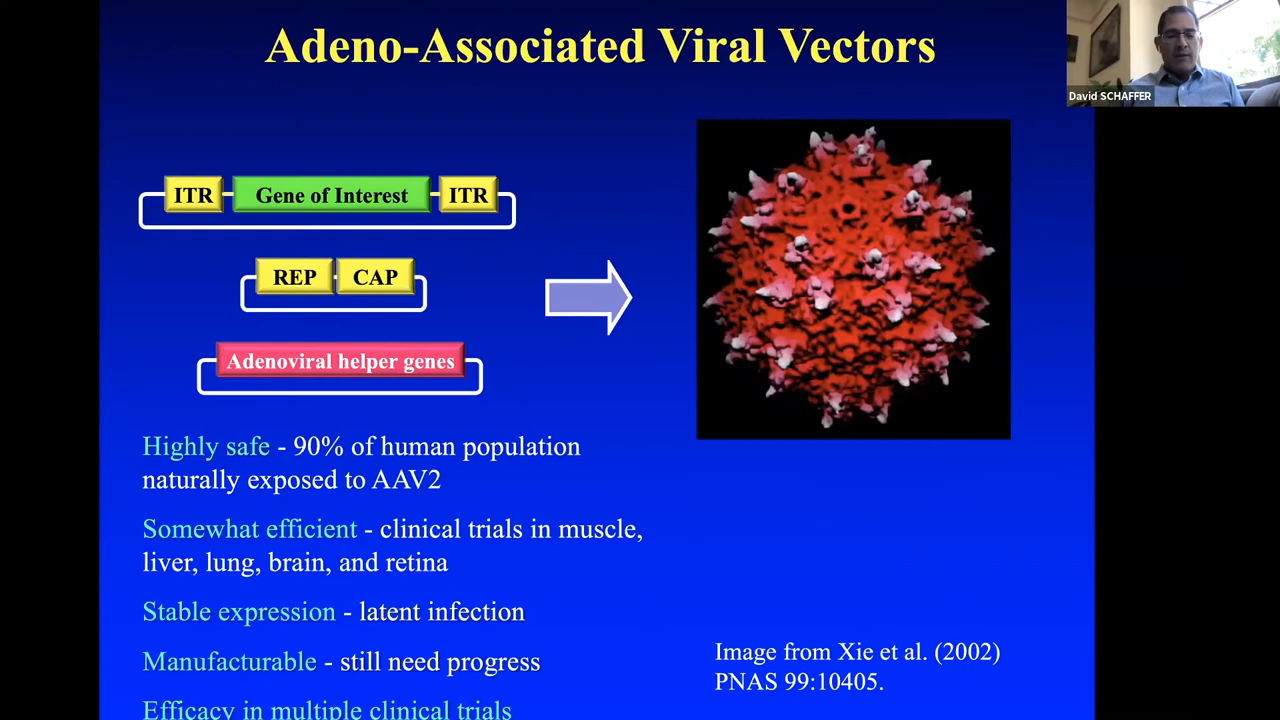 Adeno-Associated Viral Vectors
David SCHAFFER
ITR Gene of Interest ITR
REP CAP
Adenoviral helper genes
Highly safe - 90% of human population
naturally exposed to AAV2
Somewhat efficient - clinical trials in muscle,
liver, lung, brain, and retina
Stable expression - latent infection
Manufacturable - still need progress
Efficacy in multiple clinical trials
Image from Xie et al. (2002)
PNAS 99:10405.